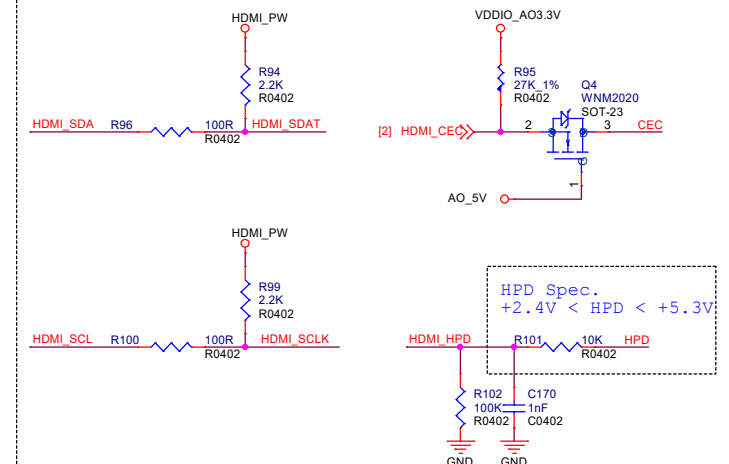 HDMI_PW
R94
2.2K
R0402
HDMI_SDA
R96
100R
R0402
HDMI_SDAT
VDDIO_AO3.3V
R95
27K_1%
R0402
Q4
WNM2020
SOT-23
[2] HDMI_CEC
2
3
CEC
S
D
G
1
AO_5V
HDMI_PW
R99
2.2K
R0402
HDMI_SCL
R100
100R
R0402
HDMI_SCLK
HPD Spec.
+2.4V < HPD < +5.3V
HDMI_HPD
R101
10K
R0402
HPD
R102
100K
R0402
C170
1nF
C0402
GND
GND